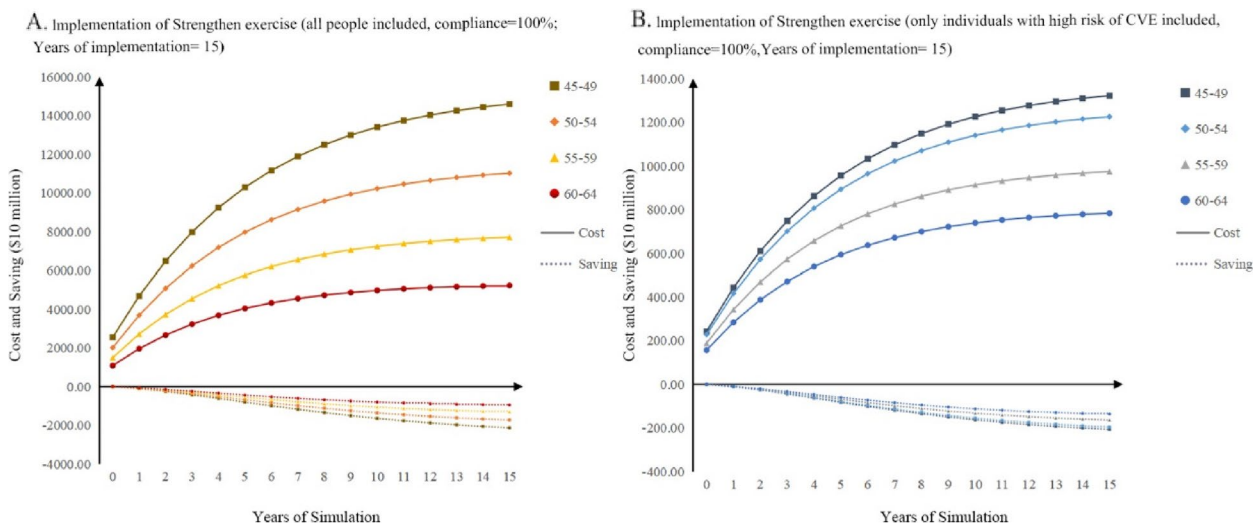 A. Implementation of Strengthen exercise (all people included, compliance=100%;
Years of implementation= 15)
16000.00
14000.00
12000.00
10000.00
8000.00
6000.00
4000.00
2000.00
0.00
-2000.00
-4000.00
Cost and Saving ($10 million)
0 1 2 3 4 5 6 7 8 9 10 11 12 13 14 15
Years of Simulation
45-49
50-54
55-59
60-64
Cost
Saving
B. Implementation of Strengthen exercise (only individuals with high risk of CVE included,
compliance=100%,Years of implementation= 15)
1400.00
1200.00
1000.00
800.00
600.00
400.00
200.00
0.00
-200.00
-400.00
Cost and Saving ($10 million)
0 1 2 3 4 5 6 7 8 9 10 11 12 13 14 15
Years of Simulation
45-49
50-54
55-59
60-64
Cost
Saving